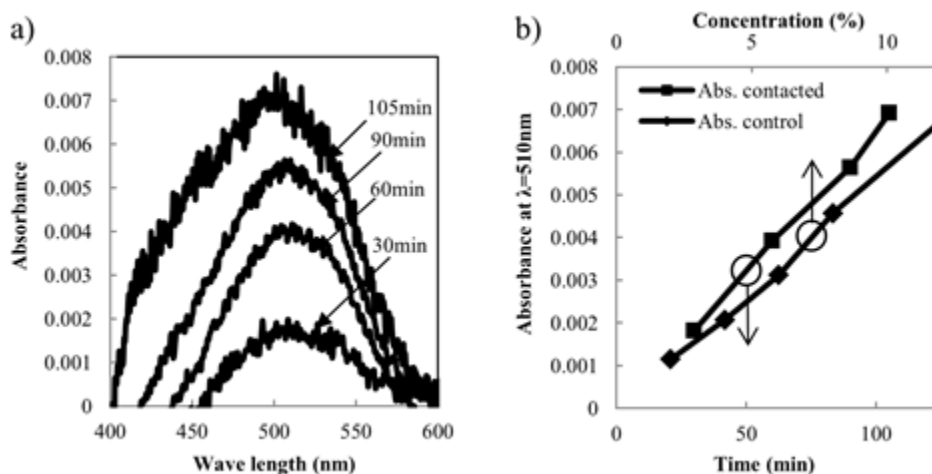 a)
0.008
0.007
0.006
0.005
0.004
0.003
0.002
0.001
0
Absorbance
105min
90min
60min
30min
400 450 500 550 600
Wave length (nm)
b)
Concentration (%)
0 5 10
0.008
0.007
0.006
0.005
0.004
0.003
0.002
0.001
0
Absorbance at λ=510nm
Abs. contacted
Abs. control
0 50 100
Time (min)